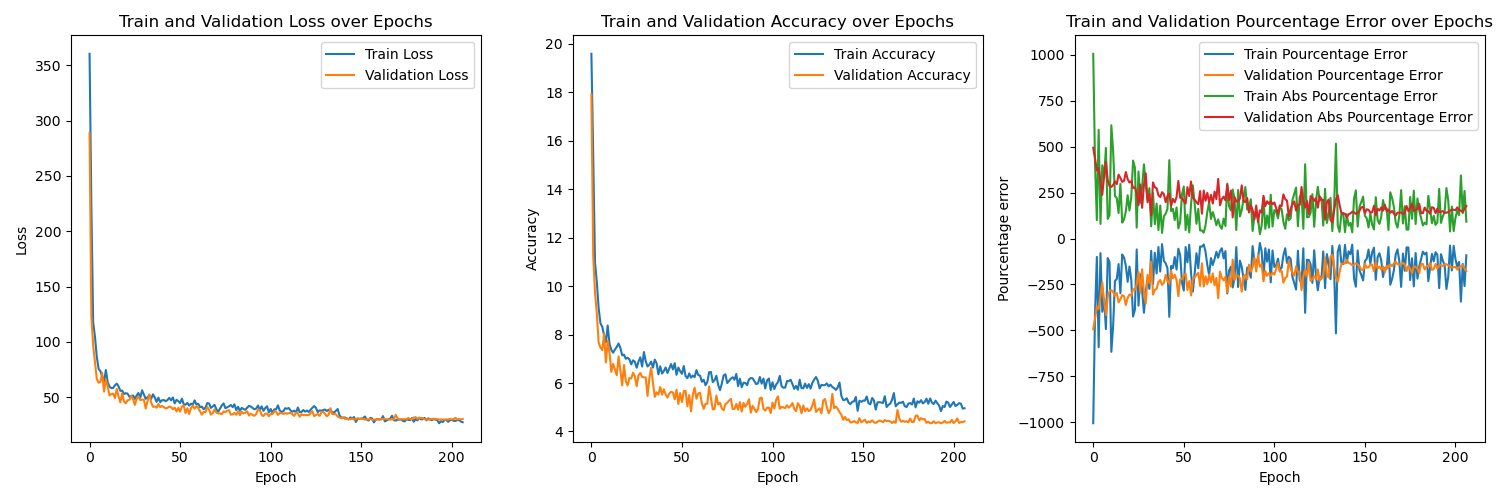 Train and Validation Loss over Epochs
Train Loss
Validation Loss
350
300
250
200
150
100
50
Loss
0
50
100
150
200
Epoch
Train and Validation Accuracy over Epochs
Train Accuracy
Validation Accuracy
20
18
16
14
12
10
8
6
4
Accuracy
0
50
100
150
200
Epoch
Train and Validation Pourcentage Error over Epochs
Train Pourcentage Error
Validation Pourcentage Error
Train Abs Pourcentage Error
Validation Abs Pourcentage Error
1000
750
500
250
0
−250
−500
−750
−1000
Pourcentage error
0
50
100
150
200
Epoch